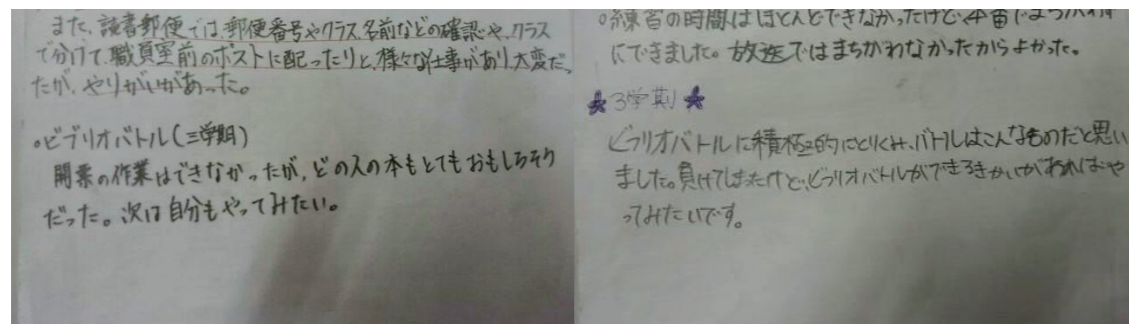 また、読書郵便では、郵便番号やクラス、名前などの確認や、クラス
で分けて、職員室前のポストに配ったりと、様々な仕事があり、大変だっ
たが、やりがいがあった。
•ビブリオバトル(三学期)
開票の作業はできなかったが、どの人の本もとてもおもしろそう
だった。次は自分もやってみたい。
○練習の時間はほとんどできなかったけど、本番でまちがわず
にできました。放送ではまちがわなかったからよかった。
★3学期★
ビブリオバトルに積極的にとりくみ、バトルはこんなものだと思い
ました。負けてしまったけど、ビブリオバトルができるきかいがあればや
ってみたいです。